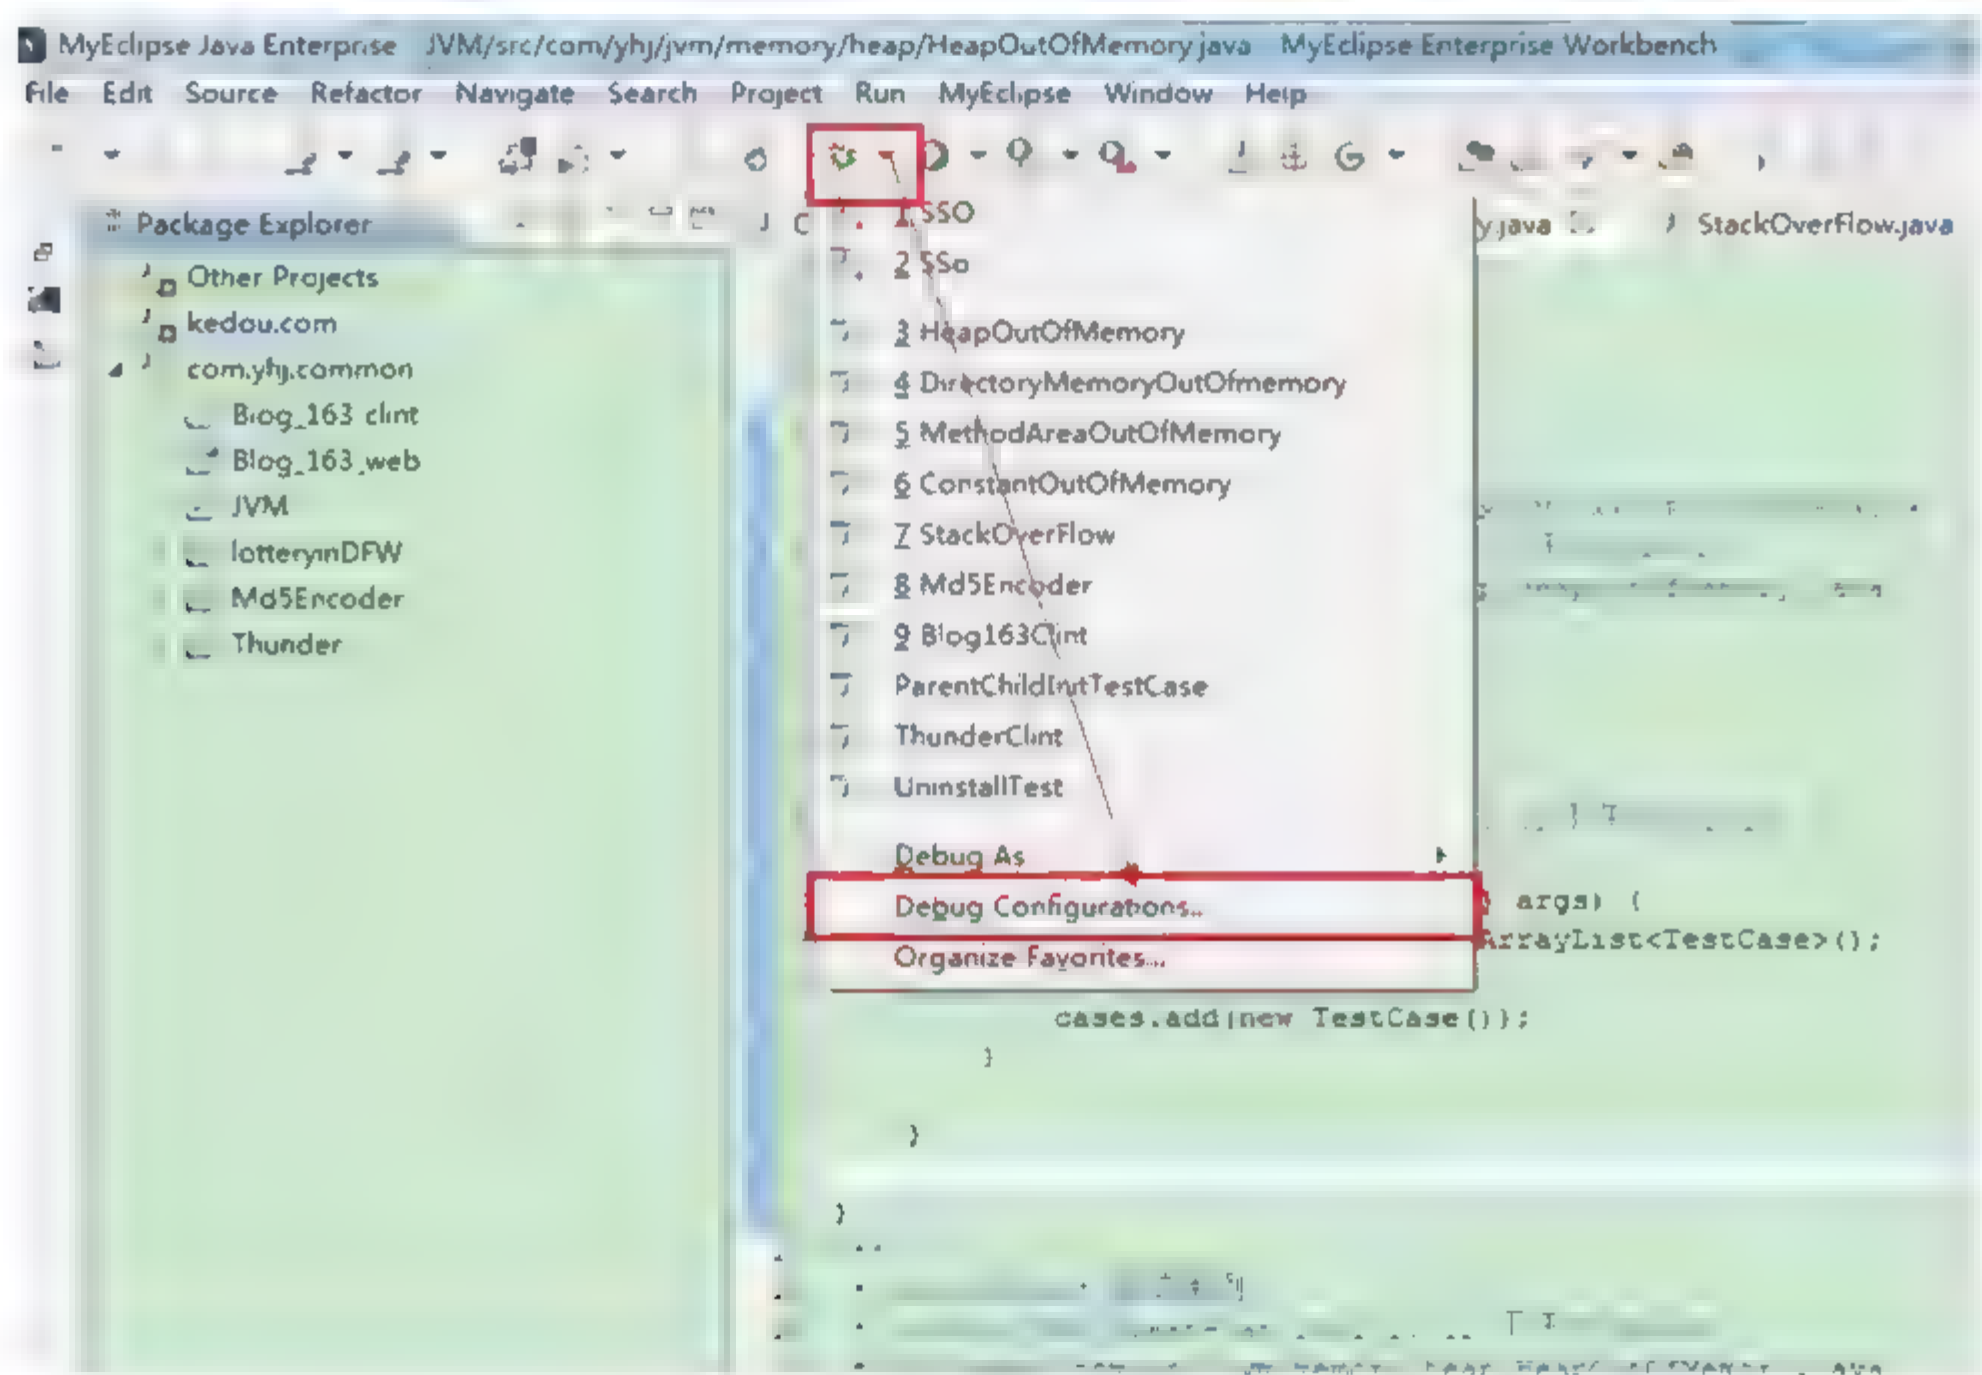 MyEclipse Java Enterprise JVM/src/com/yhj/jvm/memory/heap/HeapOutOfMemory.java MyEclipse Enterprise Workbench
File Edit Source Refactor Navigate Search Project Run MyEclipse Window Help
Package Explorer
y.java StackOverFlow.java
Other Projects
kedou.com
com.yhj.common
Blog_163 clint
Blog_163_web
JVM
lotteryinDFW
Md5Encoder
Thunder
1 SSO
2 SSo
3 HeapOutOfMemory
4 DirectoryMemoryOutOfmemory
5 MethodAreaOutOfMemory
6 ConstantOutOfMemory
7 StackOverFlow
8 Md5Encoder
9 Blog163Clint
ParentChildInitTestCase
ThunderClint
UninstallTest
Debug As
Debug Configurations...
Organize Favorites...
args) {
ArrayList<TestCase>();
cases.add(new TestCase());
}
}
}